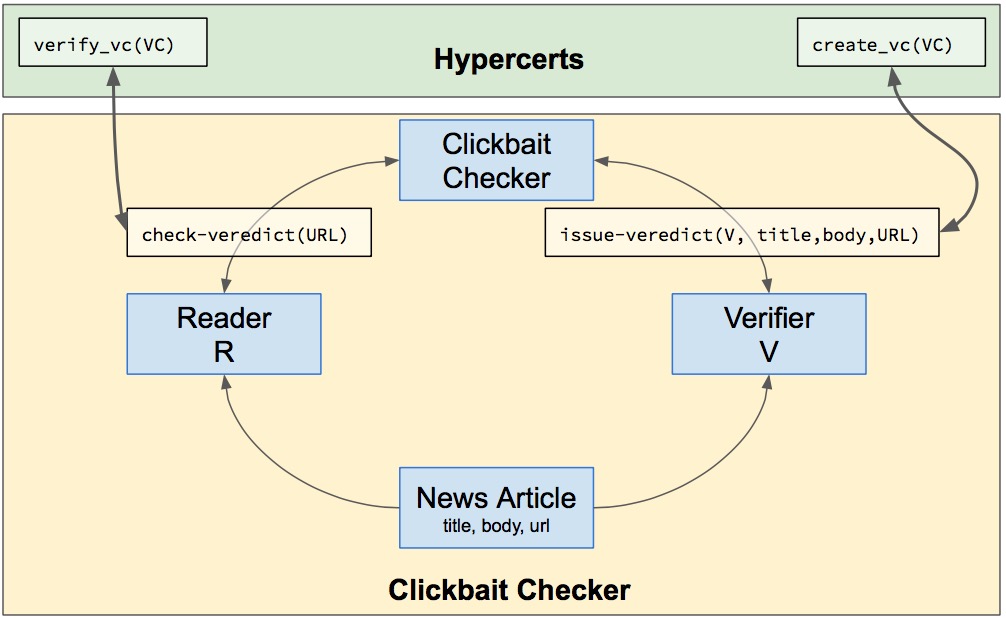 verify_vc(VC)
Hypercerts
create_vc(VC)
Clickbait
Checker
check-veredict(URL)
issue-veredict(V, title,body,URL)
Reader
R
Verifier
V
News Article
title, body, url
Clickbait Checker